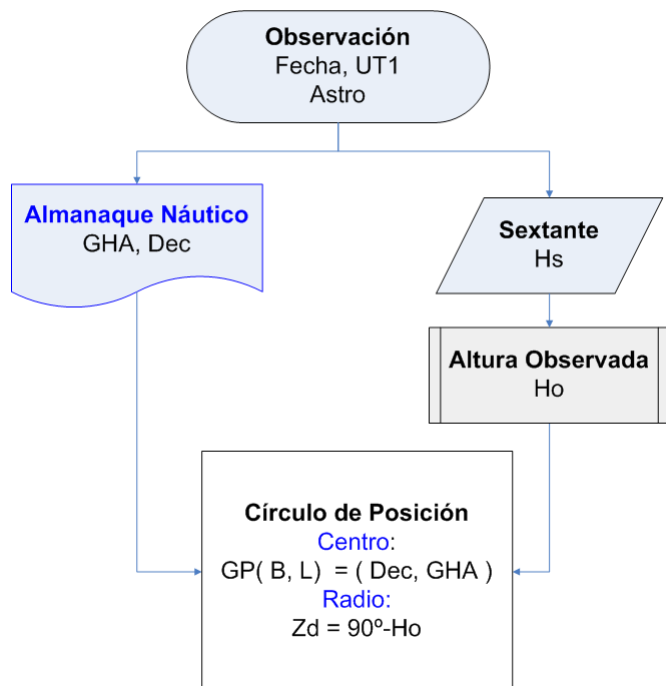 Observación
Fecha, UT1
Astro
Almanaque Náutico
GHA, Dec
Sextante
Hs
Altura Observada
Ho
Círculo de Posición
Centro:
GP( B, L)  = ( Dec, GHA )
Radio:
Zd = 90º-Ho